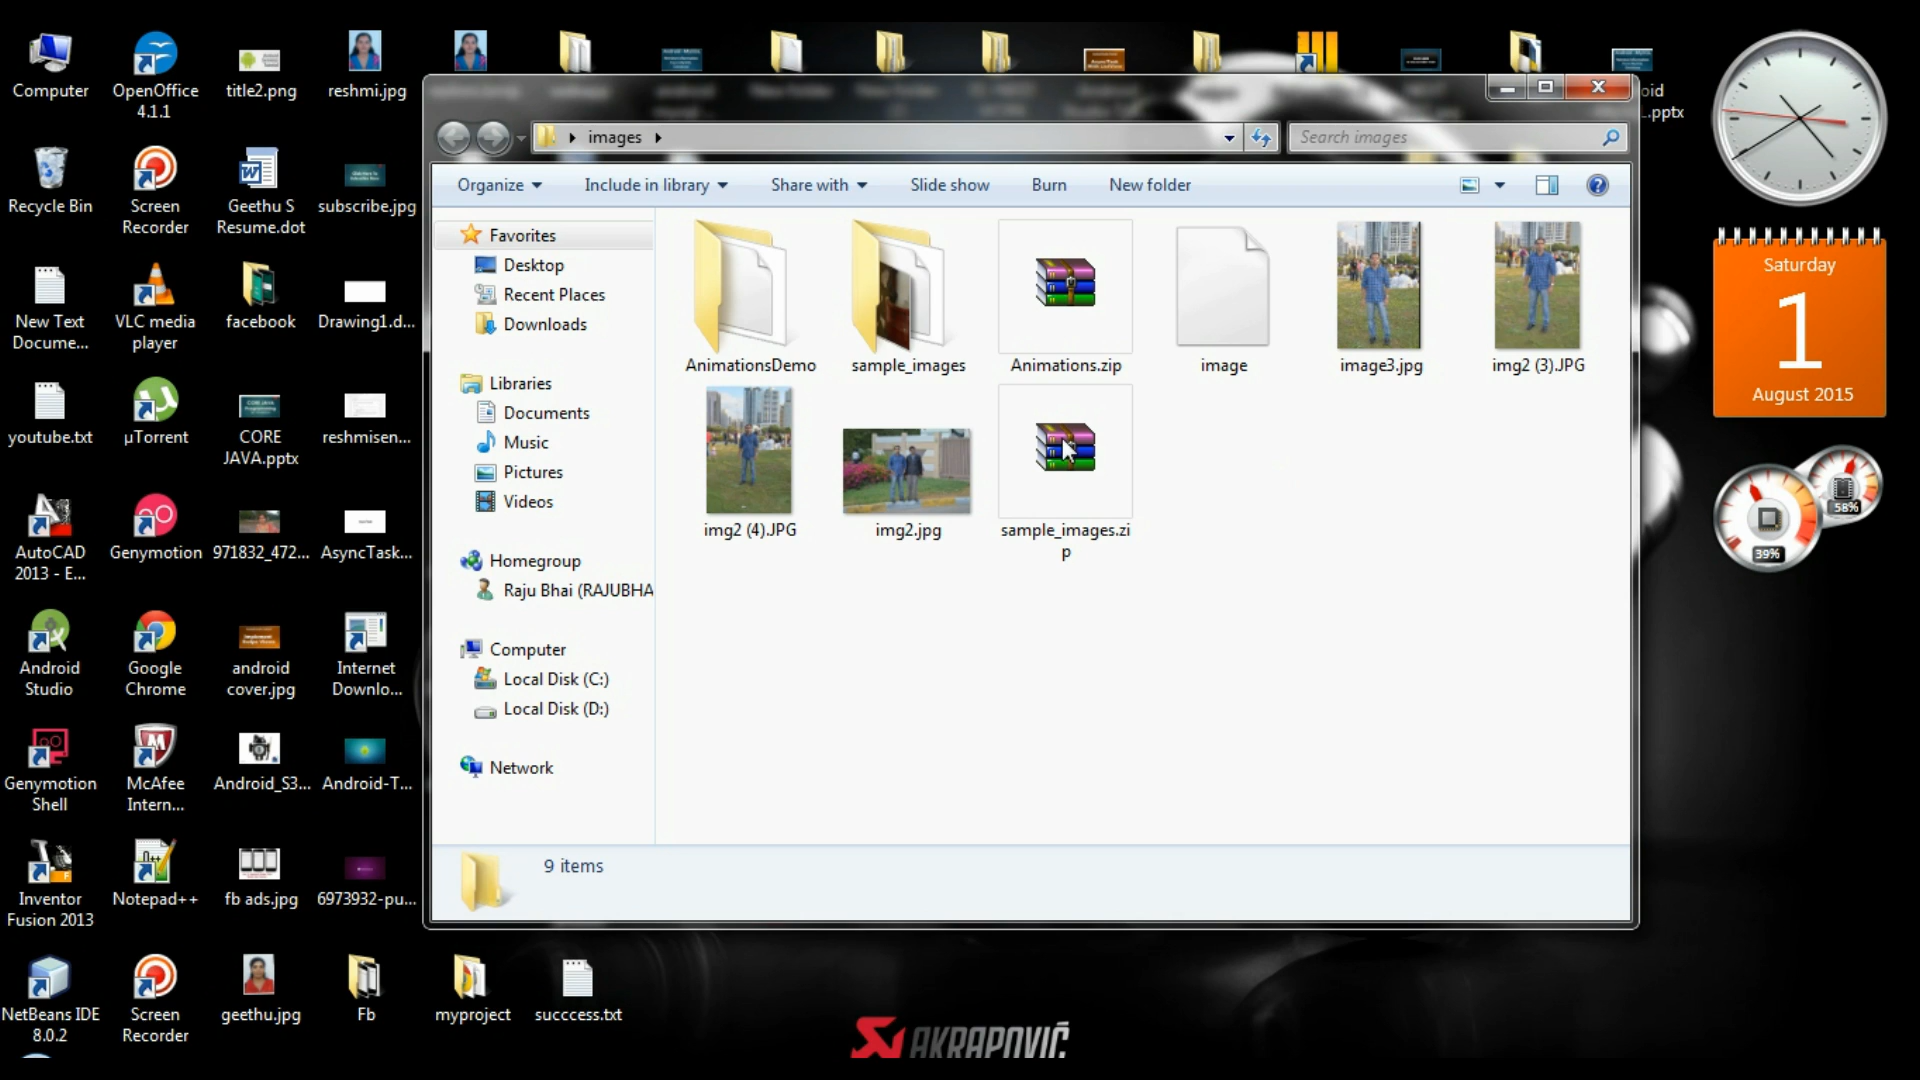 Computer
OpenOffice
4.1.1
title2.png
reshmi.jpg
oid
..pptx
Recycle Bin
Screen
Recorder
Geethu S
Resume.dot
subscribe.jpg
New Text
Docume...
VLC media
player
facebook
Drawing1.d...
youtube.txt
µTorrent
CORE
JAVA.pptx
reshmisen...
AutoCAD
2013 - E...
Genymotion
971832_472...
AsyncTask...
Android
Studio
Google
Chrome
android
cover.jpg
Internet
Downlo...
Genymotion
Shell
McAfee
Intern...
Android_S3...
Android-T...
Inventor
Fusion 2013
Notepad++
fb ads.jpg
6973932-pu...
NetBeans IDE
8.0.2
Screen
Recorder
geethu.jpg
Fb
myproject
succcess.txt
images
Search images
Organize
Include in library
Share with
Slide show
Burn
New folder
Favorites
Desktop
Recent Places
Downloads
Libraries
Documents
Music
Pictures
Videos
Homegroup
Raju Bhai (RAJUBHA
Computer
Local Disk (C:)
Local Disk (D:)
Network
AnimationsDemo
sample_images
Animations.zip
image
image3.jpg
img2 (3).JPG
img2 (4).JPG
img2.jpg
sample_images.zi
p
9 items
Saturday
1
August 2015
58%
39%
AKRAPOVIČ